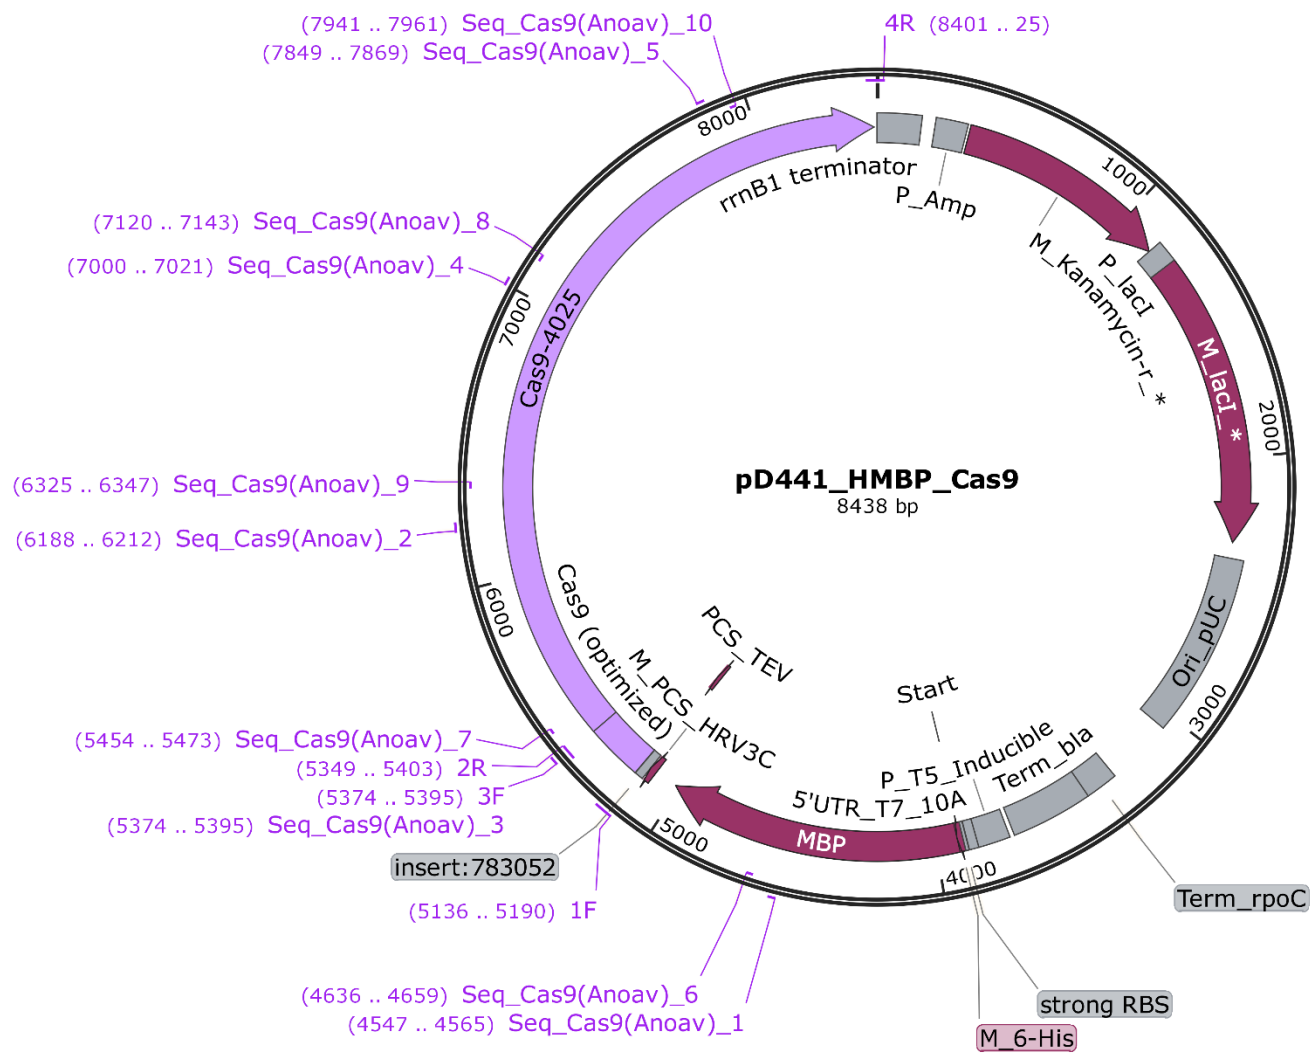 (7941 .. 7961) Seq_Cas9(Anoav)_10
4R (8401 .. 25)
(7849 .. 7869) Seq_Cas9(Anoav)_5
8000
rrnB1 terminator
P_Amp
1000
(7120 .. 7143) Seq_Cas9(Anoav)_8
(7000 .. 7021) Seq_Cas9(Anoav)_4
M_Kanamycin-r_*
P_lacI
7000
Cas9-4025
M_lacI_*
2000
pD441_HMBP_Cas9
8438 bp
(6325 .. 6347) Seq_Cas9(Anoav)_9
(6188 .. 6212) Seq_Cas9(Anoav)_2
6000
Cas9 (optimized)
M_PCS_HRV3C
PCS_TEV
Start
Ori_pUC
3000
(5454 .. 5473) Seq_Cas9(Anoav)_7
(5349 .. 5403) 2R
(5374 .. 5395) 3F
(5374 .. 5395) Seq_Cas9(Anoav)_3
P_T5_Inducible
Term_bla
5'UTR_T7_10A
MBP
5000
4000
insert:783052
(5136 .. 5190) 1F
Term_rpoC
(4636 .. 4659) Seq_Cas9(Anoav)_6
(4547 .. 4565) Seq_Cas9(Anoav)_1
strong RBS
M_6-His